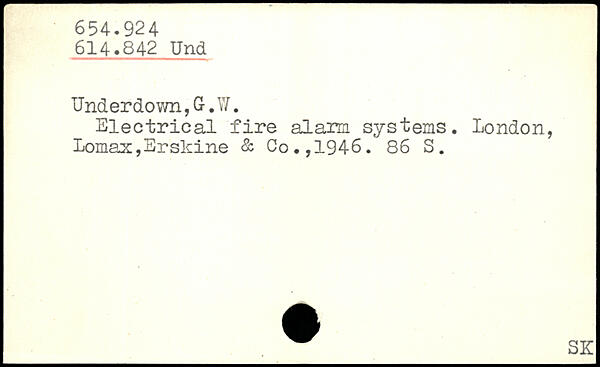 654.924
614.842 Und
Underdown,G.W.
Electrical fire alarm systems. London,
Lomax,Erskine & Co.,1946. 86 S.
SK